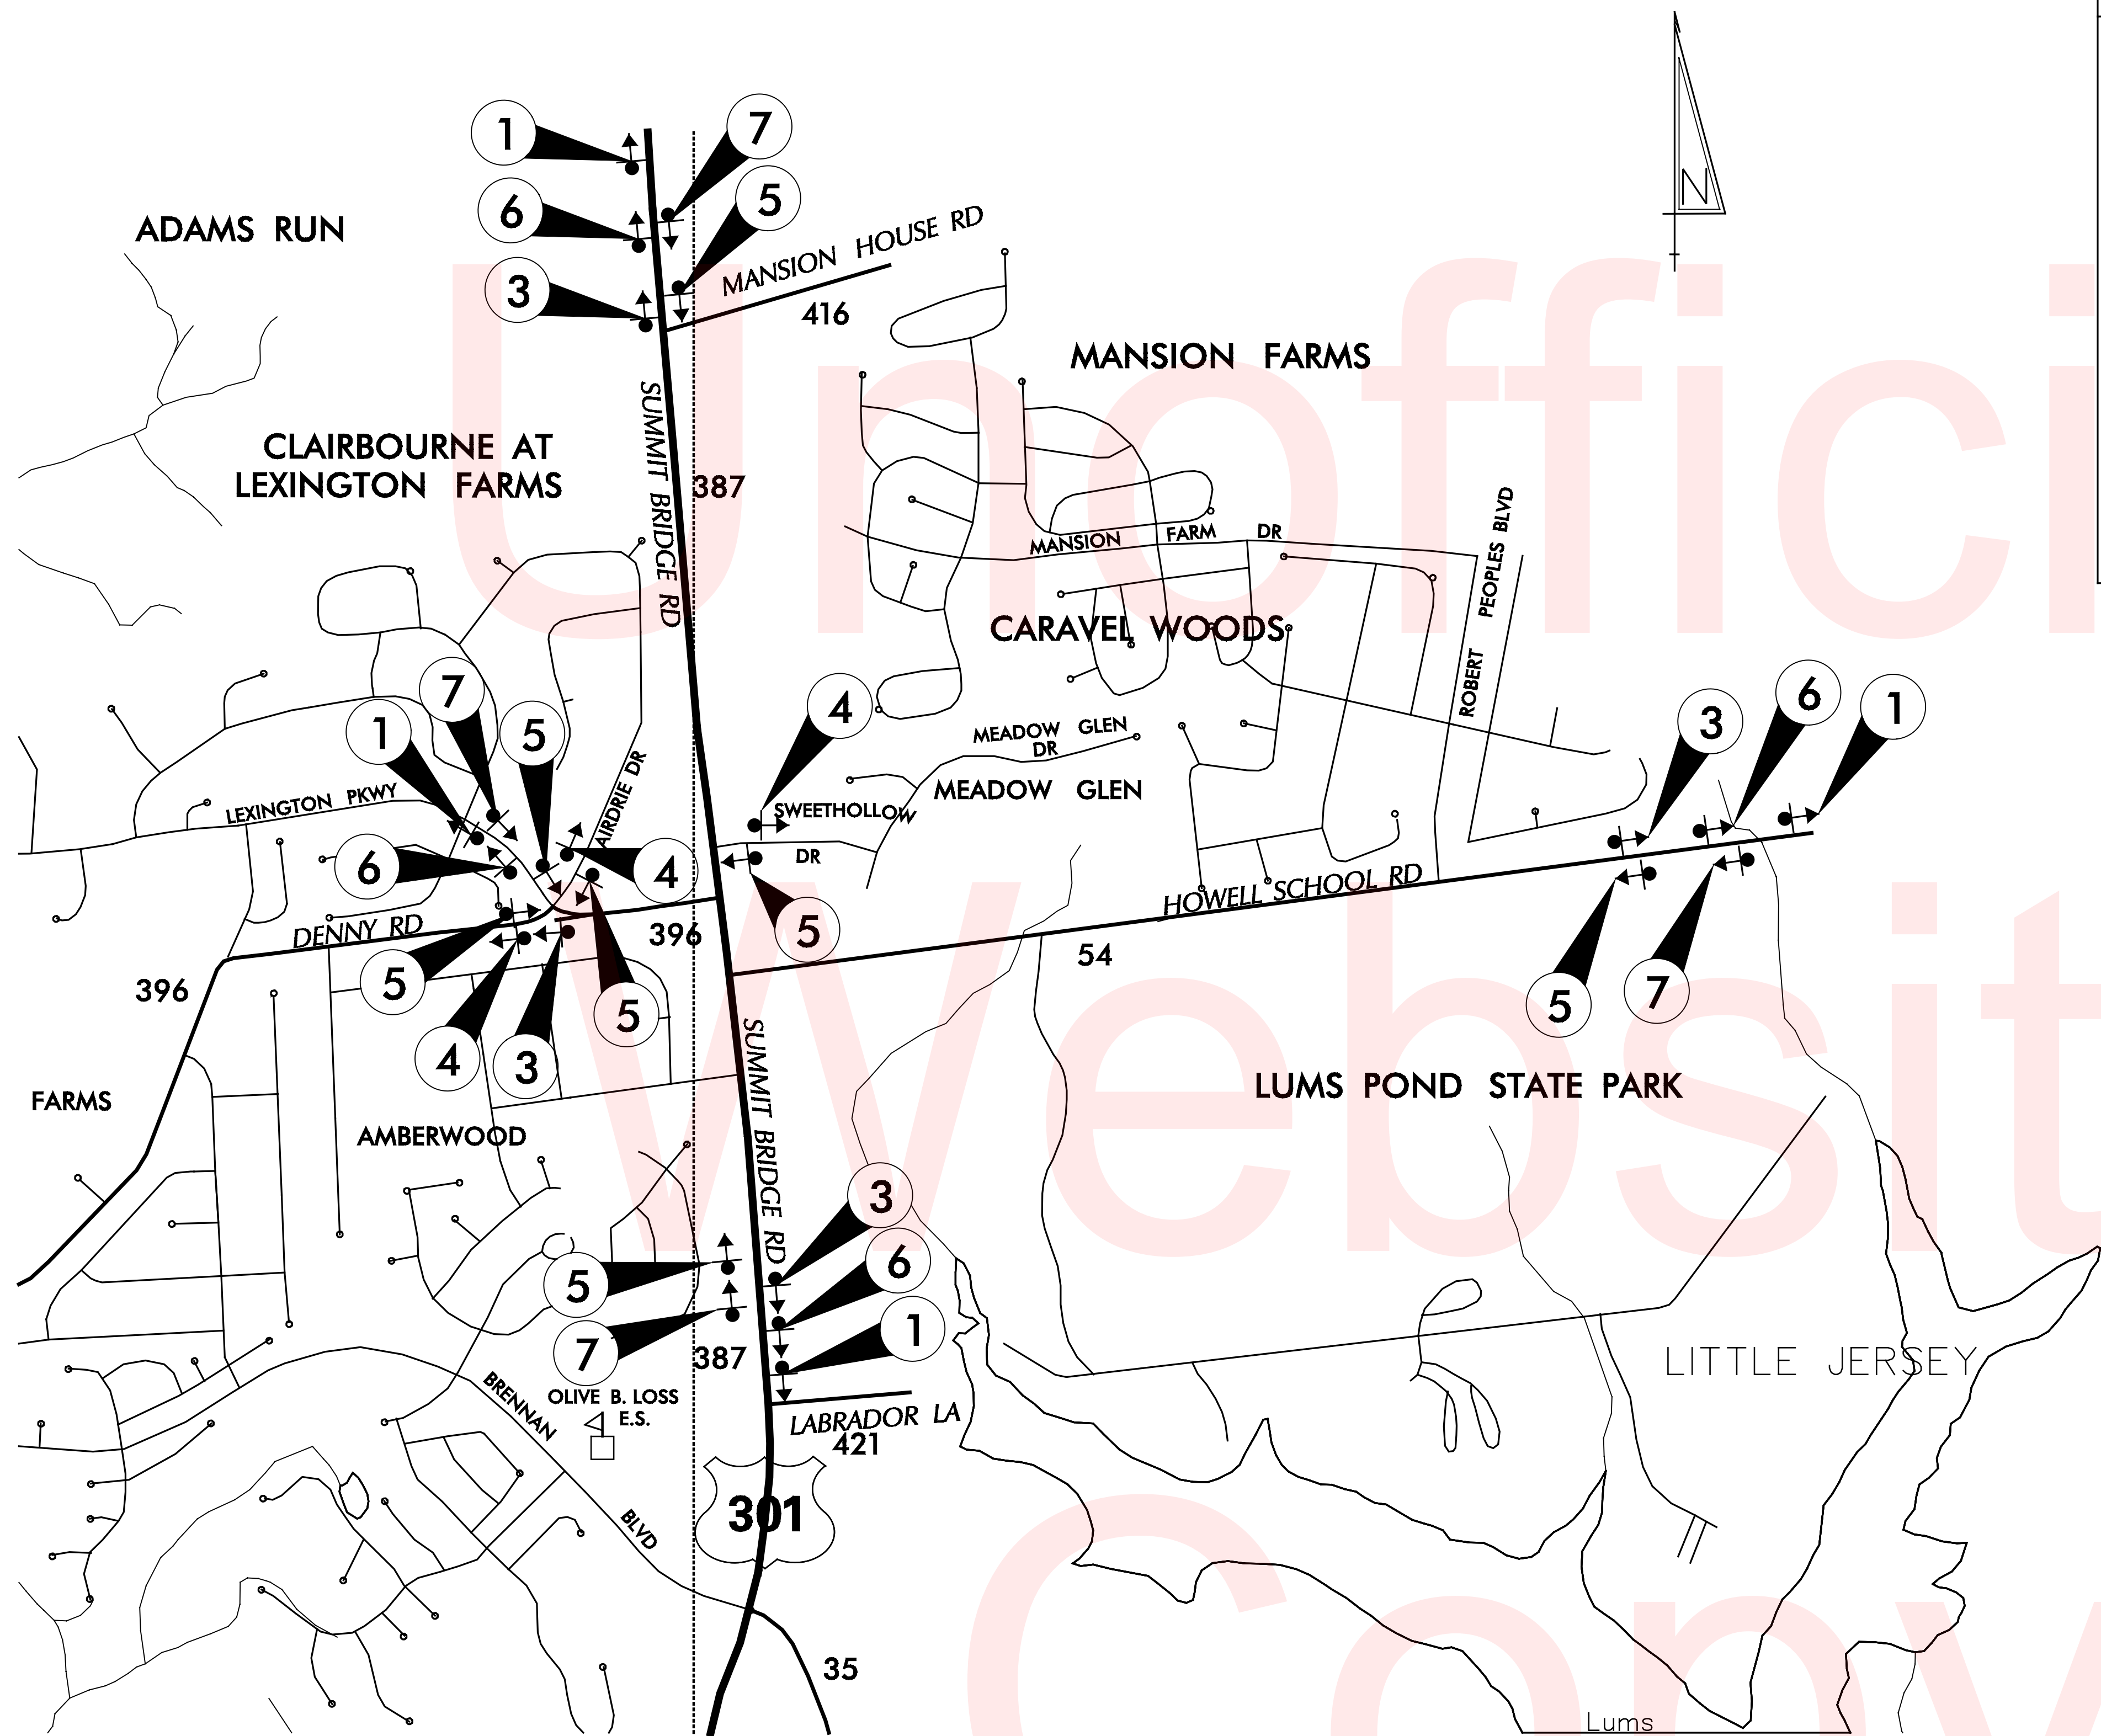 1
7
6
5
3
N
ADAMS RUN
MANSION HOUSE RD
416
MANSION FARMS
CLAIRBOURNE AT
LEXINGTON FARMS
SUMMIT BRIDGE RD
387
MANSION FARM DR
ROBERT PEOPLES BLVD
CARAVEL WOODS
7
1
5
4
3
6
1
MEADOW GLEN
DR
MEADOW GLEN
AIRDRIE DR
LEXINGTON PKWY
SWEETHOLLOW
DR
6
4
HOWELL SCHOOL RD
DENNY RD
396
5
54
396
5
5
5
7
4
3
SUMMIT BRIDGE RD
LUMS POND STATE PARK
FARMS
AMBERWOOD
3
6
5
1
7
387
LITTLE JERSEY
BRENNAN BLVD
OLIVE B. LOSS
E.S.
LABRADOR LA
421
301
35
Lums
Unoffici
Websit